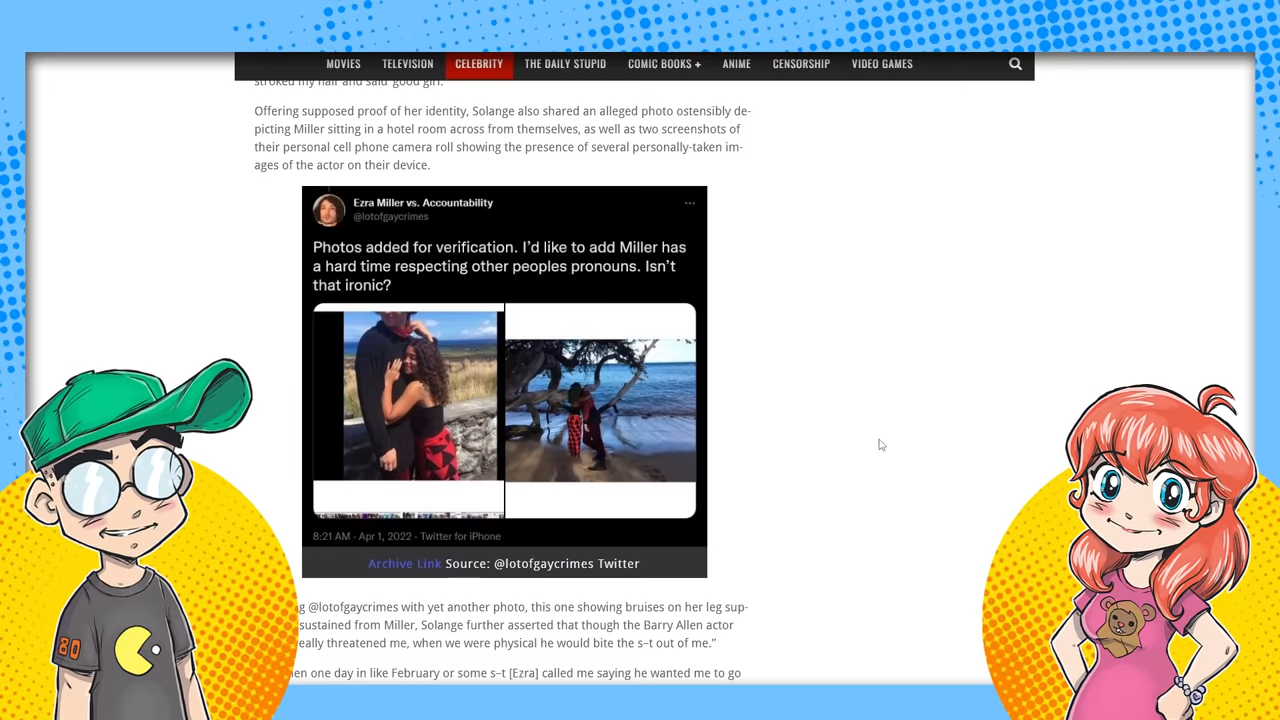 MOVIES TELEVISION CELEBRITY THE DAILY STUPID COMIC BOOKS + ANIME CENSORSHIP VIDEO GAMES
stroked my hair and said 'good girl.'
Offering supposed proof of her identity, Solange also shared an alleged photo ostensibly de-
picting Miller sitting in a hotel room across from themselves, as well as two screenshots of
their personal cell phone camera roll showing the presence of several personally-taken im-
ages of the actor on their device.
Ezra Miller vs. Accountability
@lotofgaycrimes
Photos added for verification. I'd like to add Miller has
a hard time respecting other peoples pronouns. Isn't
that ironic?
8:21 AM · Apr 1, 2022 · Twitter for iPhone
Archive Link Source: @lotofgaycrimes Twitter
@lotofgaycrimes with yet another photo, this one showing bruises on her leg sup-
sustained from Miller, Solange further asserted that though the Barry Allen actor
threatened me, when we were physical he would bite the s–t out of me."
one day in like February or some s–t [Ezra] called me saying he wanted me to go
80